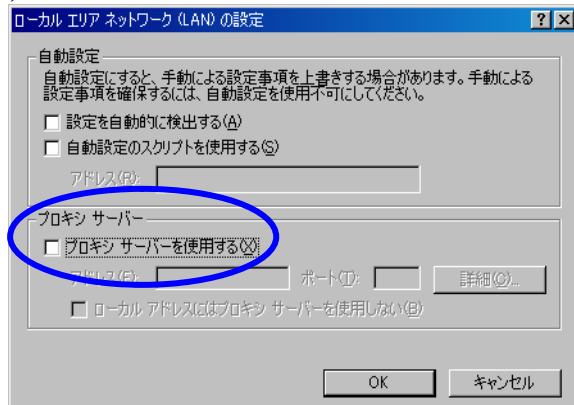 ローカル エリア ネットワーク (LAN) の設定
自動設定
自動設定にすると、手動による設定事項を上書きする場合があります。手動による
設定事項を確保するには、自動設定を使用不可にしてください。
設定を自動的に検出する(A)
自動設定のスクリプトを使用する(S)
アドレス(R):
プロキシ サーバー
プロキシ サーバーを使用する(X)
アドレス(E): ポート(T): 詳細(C)...
ローカル アドレスにはプロキシ サーバーを使用しない(B)
OK キャンセル